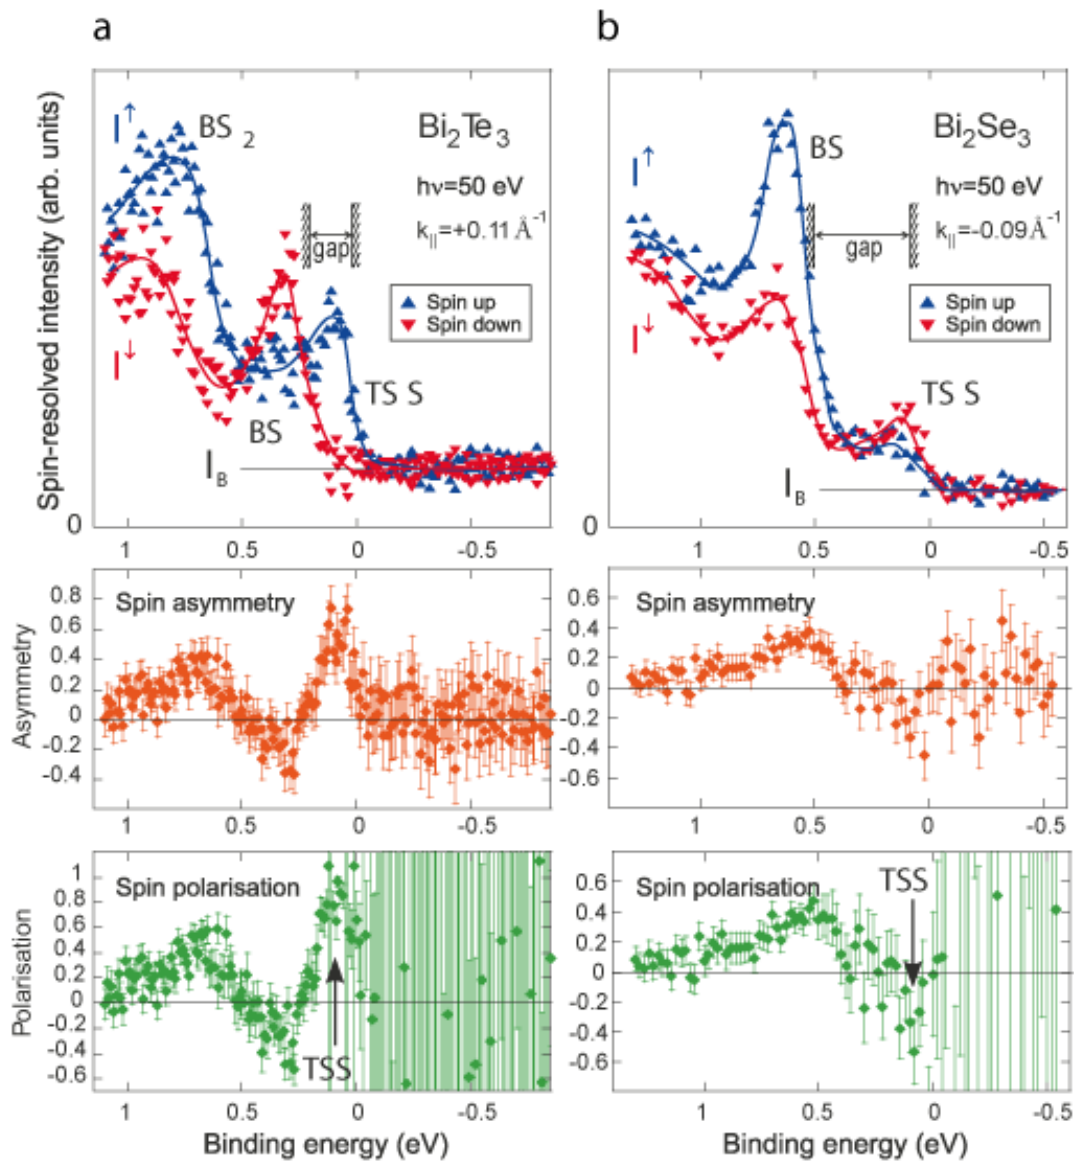 a
b
Spin-resolved intensity (arb. units)
I↑
BS 2
Bi2Te3
hν=50 eV
k||=+0.11 Å-1
gap
Spin up
Spin down
I↓
BS
TS S
IB
0
1 0.5 0 -0.5
I↑
BS
Bi2Se3
hν=50 eV
k||=-0.09 Å-1
gap
Spin up
Spin down
I↓
TS S
IB
0
1 0.5 0 -0.5
Asymmetry
Spin asymmetry
0.8
0.6
0.4
0.2
0
-0.2
-0.4
1 0.5 0 -0.5
Spin asymmetry
0.6
0.4
0.2
0
-0.2
-0.4
-0.6
1 0.5 0 -0.5
Polarisation
Spin polarisation
1
0.8
0.6
0.4
0.2
0
-0.2
-0.4
-0.6
TSS
1 0.5 0 -0.5
Binding energy (eV)
Spin polarisation
TSS
0.6
0.4
0.2
0
-0.2
-0.4
-0.6
1 0.5 0 -0.5
Binding energy (eV)